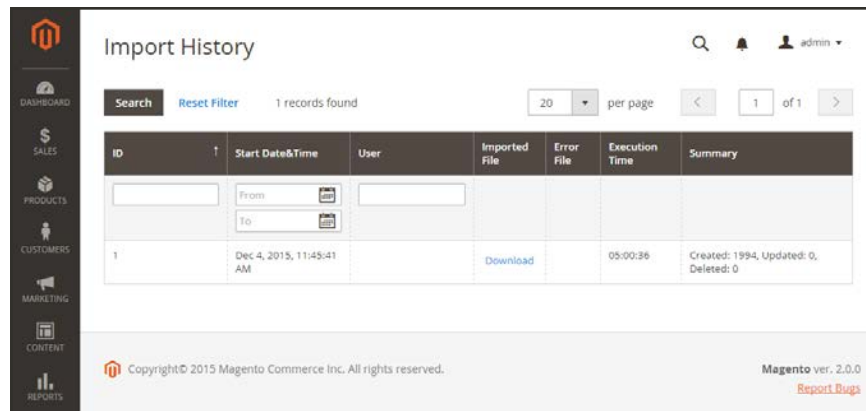 Import History
admin
DASHBOARD
SALES
PRODUCTS
CUSTOMERS
MARKETING
CONTENT
REPORTS
Search Reset Filter 1 records found 20 per page 1 of 1
ID ↑ Start Date&Time User Imported File Error File Execution Time Summary
From
To
1 Dec 4, 2015, 11:45:41 AM Download 05:00:36 Created: 1994, Updated: 0, Deleted: 0
Copyright© 2015 Magento Commerce Inc. All rights reserved.
Magento ver. 2.0.0
Report Bugs